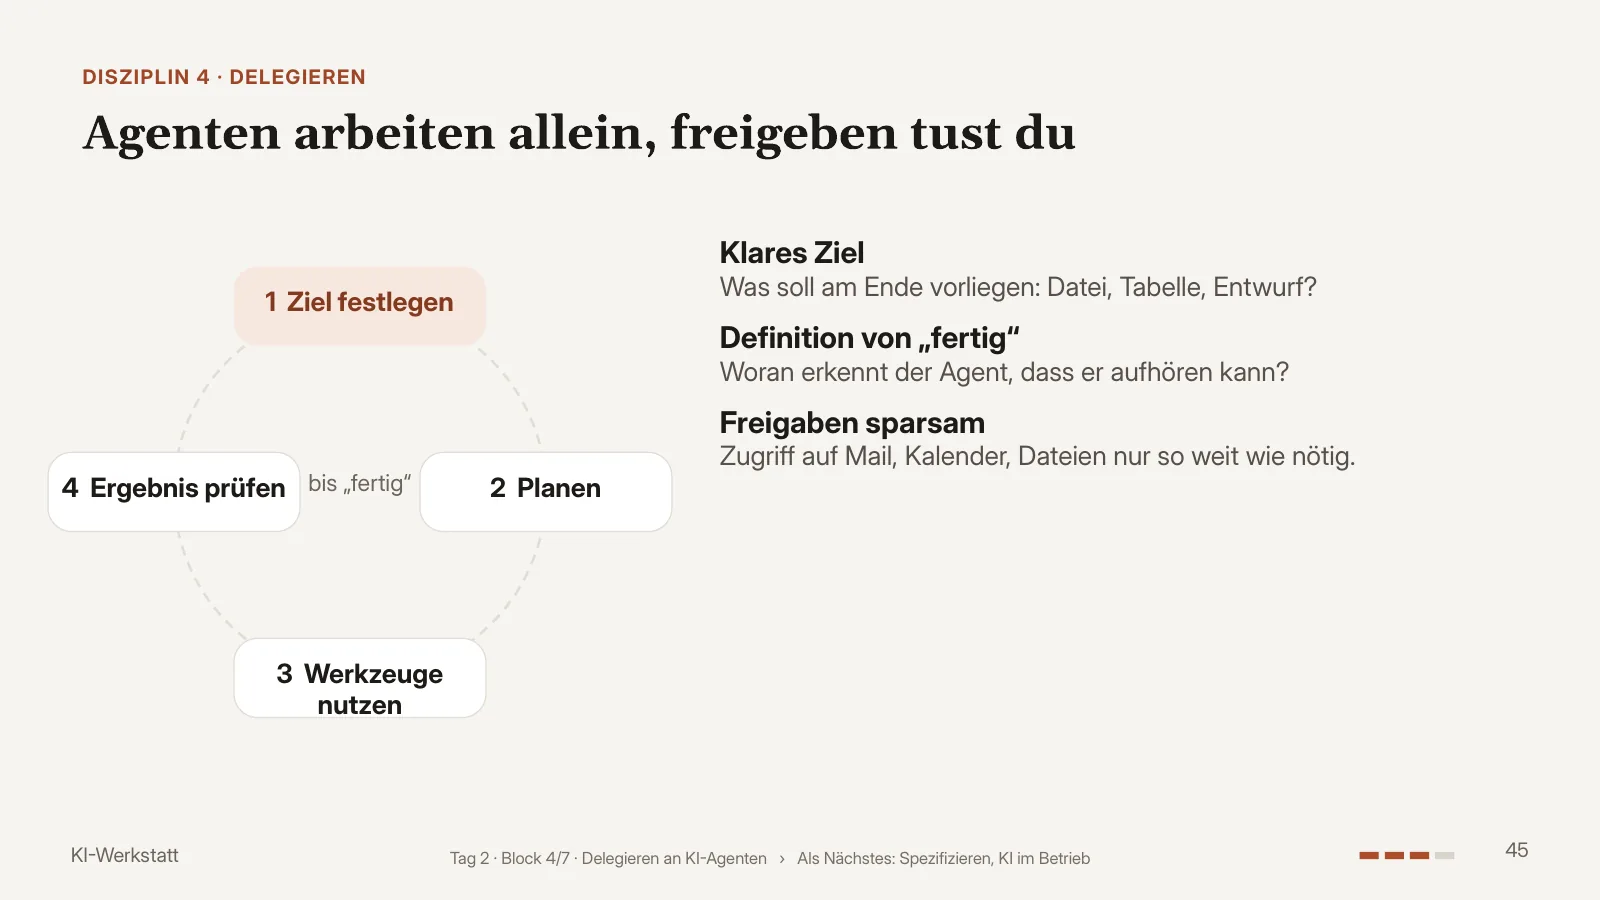 DISZIPLIN 4 · DELEGIEREN
Agenten arbeiten allein, freigeben tust du
1 Ziel festlegen
4 Ergebnis prüfen
bis „fertig“
2 Planen
3 Werkzeuge
nutzen
Klares Ziel
Was soll am Ende vorliegen: Datei, Tabelle, Entwurf?
Definition von „fertig“
Woran erkennt der Agent, dass er aufhören kann?
Freigaben sparsam
Zugriff auf Mail, Kalender, Dateien nur so weit wie nötig.
KI-Werkstatt
Tag 2 · Block 4/7 · Delegieren an KI-Agenten › Als Nächstes: Spezifizieren, KI im Betrieb
45